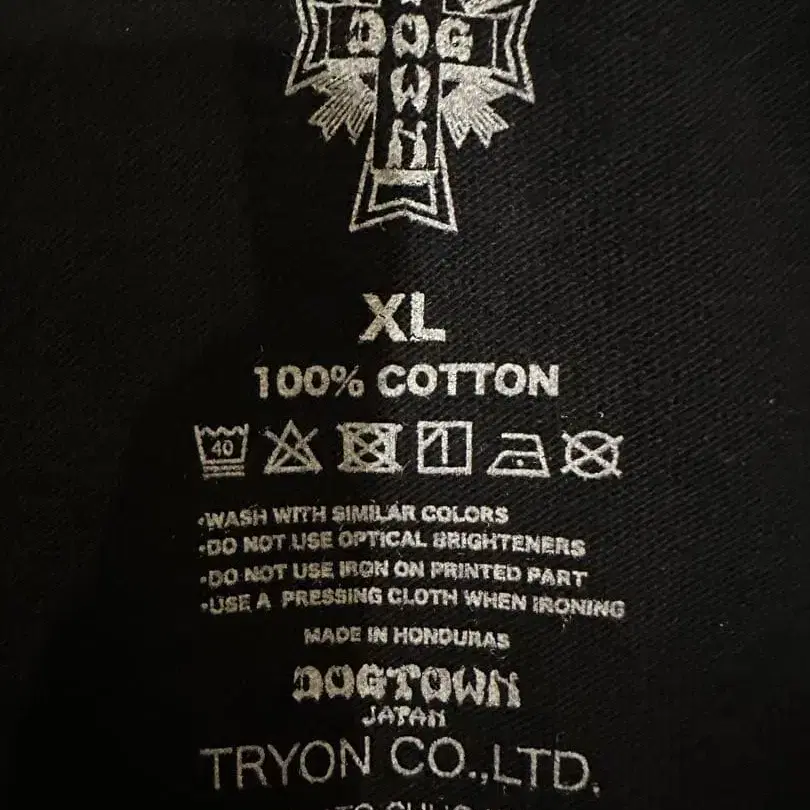 DOG
O
W
N
XL
100% COTTON
40
•WASH WITH SIMILAR COLORS
•DO NOT USE OPTICAL BRIGHTENERS
•DO NOT USE IRON ON PRINTED PART
•USE A PRESSING CLOTH WHEN IRONING
MADE IN HONDURAS
DOGTOWN
JAPAN
TRYON CO.,LTD.